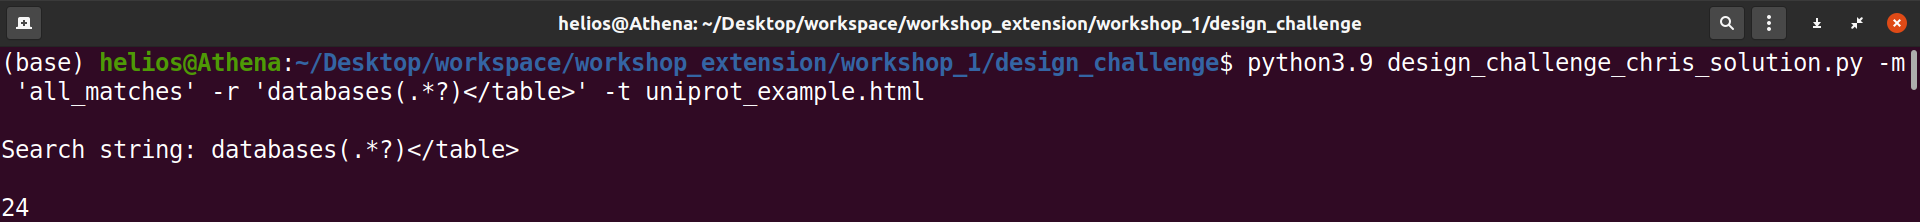 helios@Athena: ~/Desktop/workspace/workshop_extension/workshop_1/design_challenge
(base) helios@Athena:~/Desktop/workspace/workshop_extension/workshop_1/design_challenge$ python3.9 design_challenge_chris_solution.py -m
'all_matches' -r 'databases(.*?)</table>' -t uniprot_example.html
Search string: databases(.*?)</table>
24